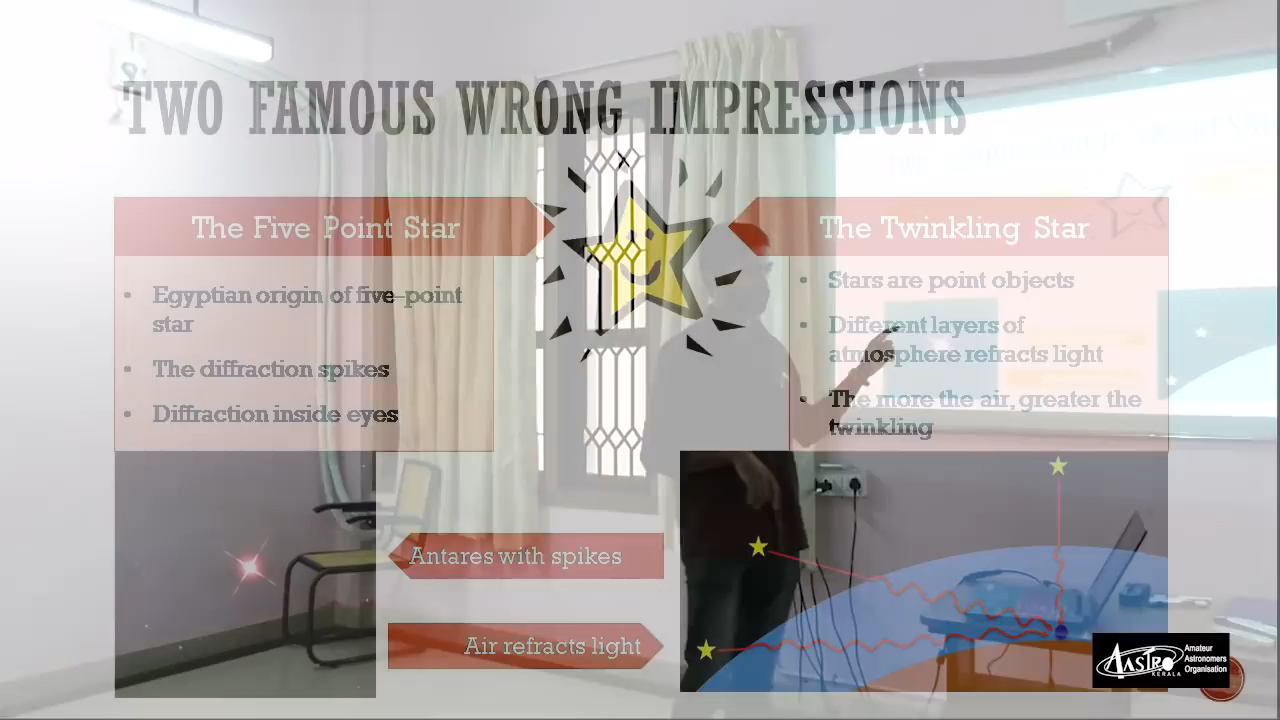 TWO FAMOUS WRONG IMPRESSIONS
The Five Point Star
• Egyptian origin of five-point
star
• The diffraction spikes
• Diffraction inside eyes
The Twinkling Star
• Stars are point objects
• Different layers of
atmosphere refracts light
• The more the air, greater the
twinkling
Antares with spikes
Air refracts light
AASTRO
KERALA
Amateur
Astronomers
Organisation